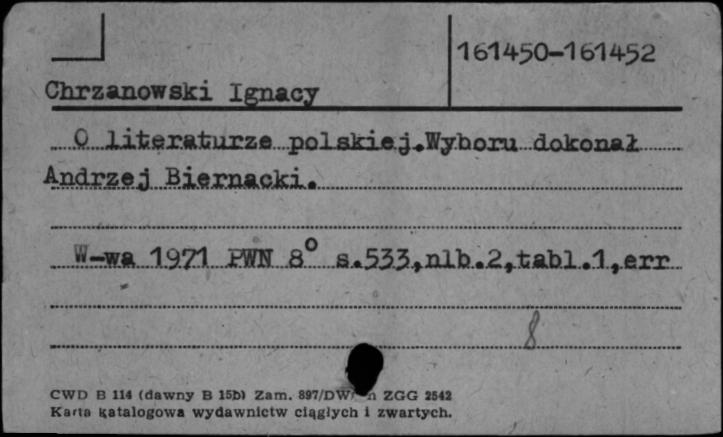 161450-161452
Chrzanowski Ignacy
O literaturze polskiej.Wyboru dokonał
Andrzej Biernacki.
W-wa 1971 PWN 8° s.533,nlb.2,tabl.1,err
8
CWD B 114 (dawny B 15b) Zam. 897/DW ZGG 2542
Karta katalogowa wydawnictw ciągłych i zwartych.